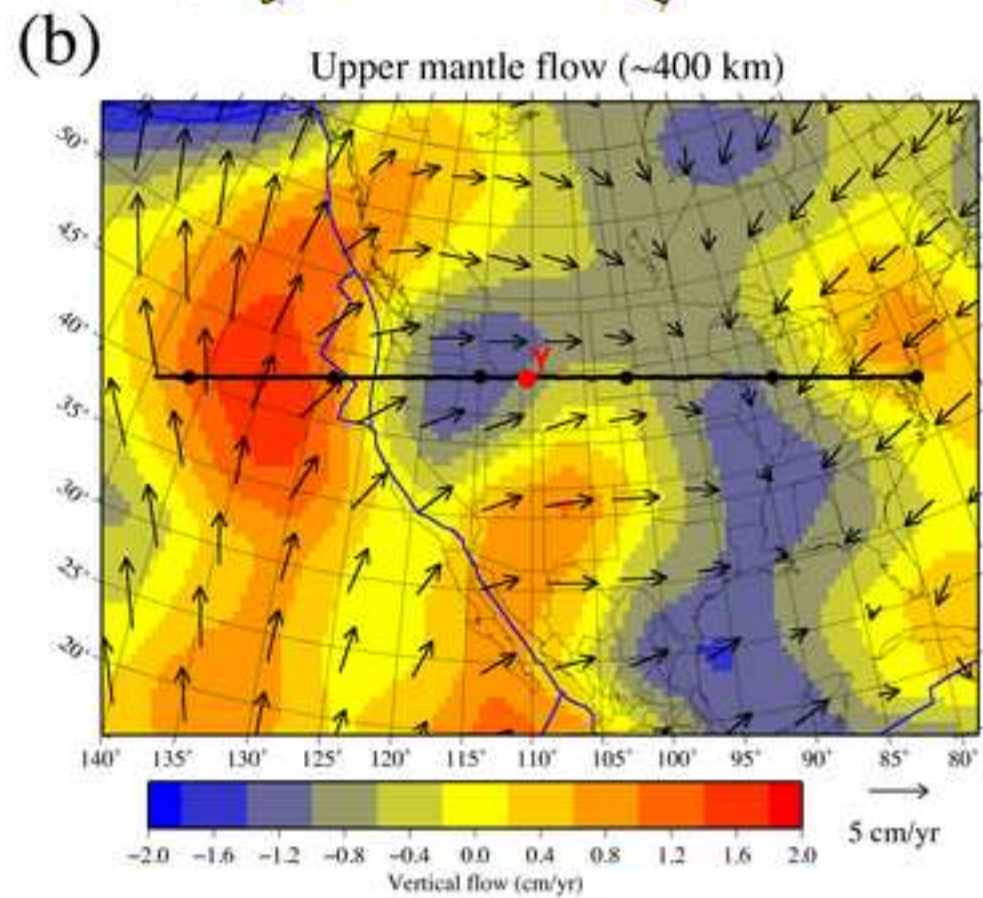 (b)
Upper mantle flow (~400 km)
50°
45°
40°
35°
30°
25°
20°
Y
140° 135° 130° 125° 120° 115° 110° 105° 100° 95° 90° 85° 80°
5 cm/yr
−2.0 −1.6 −1.2 −0.8 −0.4 0.0 0.4 0.8 1.2 1.6 2.0
Vertical flow (cm/yr)